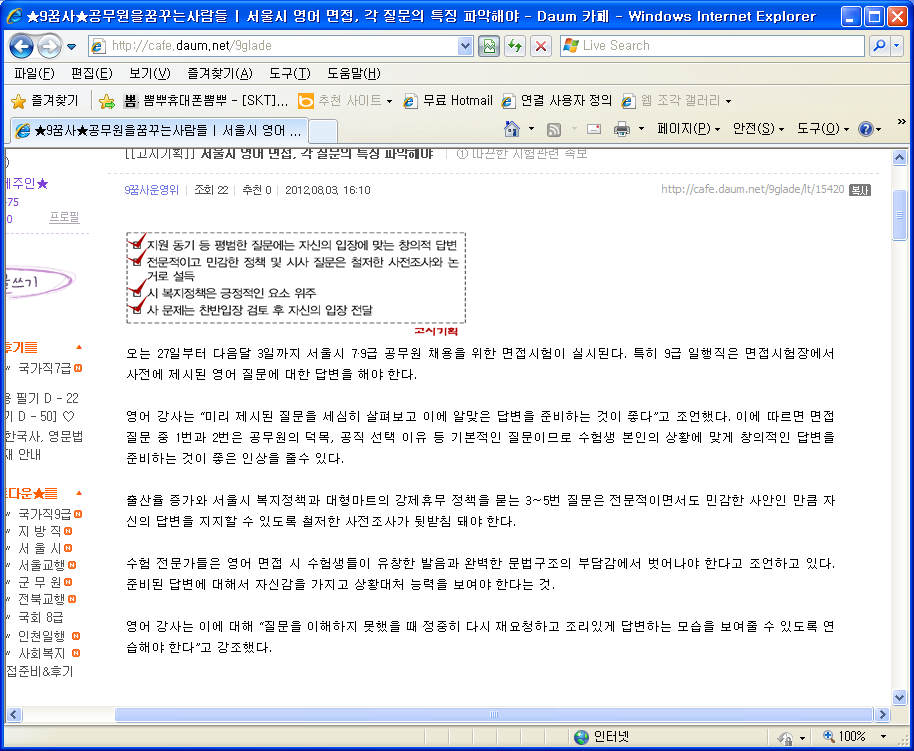 ★9꿈사★공무원을꿈꾸는사람들 | 서울시 영어 면접, 각 질문의 특징 파악해야 - Daum 카페 - Windows Internet Explorer
http://cafe.daum.net/9glade
Live Search
파일(F) 편집(E) 보기(V) 즐겨찾기(A) 도구(T) 도움말(H)
즐겨찾기 뽐뿌휴대폰뽐뿌 - [SKT]... 추천 사이트 무료 Hotmail 연결 사용자 정의 웹 조각 갤러리
★9꿈사★공무원을꿈꾸는사람들 | 서울시 영어 ... 페이지(P) 안전(S) 도구(O)
[[고시기획]] 서울시 영어 면접, 각 질문의 특징 파악해야 | ① 따끈한 시험관련 속보
9꿈사운영위 | 조회 22 | 추천 0 | 2012.08.03. 16:10 http://cafe.daum.net/9glade/lt/15420 복사
지원 동기 등 평범한 질문에는 자신의 입장에 맞는 창의적 답변
전문적이고 민감한 정책 및 시사 질문은 철저한 사전조사와 논
거로 설득
시 복지정책은 긍정적인 요소 위주
사 문제는 찬반입장 검토 후 자신의 입장 전달
고시기획
오는 27일부터 다음달 3일까지 서울시 7·9급 공무원 채용을 위한 면접시험이 실시된다. 특히 9급 일행직은 면접시험장에서
사전에 제시된 영어 질문에 대한 답변을 해야 한다.
영어 강사는 “미리 제시된 질문을 세심히 살펴보고 이에 알맞은 답변을 준비하는 것이 좋다”고 조언했다. 이에 따르면 면접
질문 중 1번과 2번은 공무원의 덕목, 공직 선택 이유 등 기본적인 질문이므로 수험생 본인의 상황에 맞게 창의적인 답변을
준비하는 것이 좋은 인상을 줄수 있다.
출산율 증가와 서울시 복지정책과 대형마트의 강제휴무 정책을 묻는 3~5번 질문은 전문적이면서도 민감한 사안인 만큼 자
신의 답변을 지지할 수 있도록 철저한 사전조사가 뒷받침 돼야 한다.
수험 전문가들은 영어 면접 시 수험생들이 유창한 발음과 완벽한 문법구조의 부담감에서 벗어나야 한다고 조언하고 있다.
준비된 답변에 대해서 자신감을 가지고 상황대처 능력을 보여야 한다는 것.
영어 강사는 이에 대해 “질문을 이해하지 못했을 때 정중히 다시 재요청하고 조리있게 답변하는 모습을 보여줄 수 있도록 연
습해야 한다”고 강조했다.
주인★
-75
0 프로필
쓰기
후기
국가직7급
필기 D - 22
기 D - 50] ♡
한국사, 영문법
재 안내
다운★
국가직9급
지 방 직
서 울 시
서울교행
군 무 원
전북교행
국회 8급
인천일행
사회복지
접준비&후기
인터넷 100%